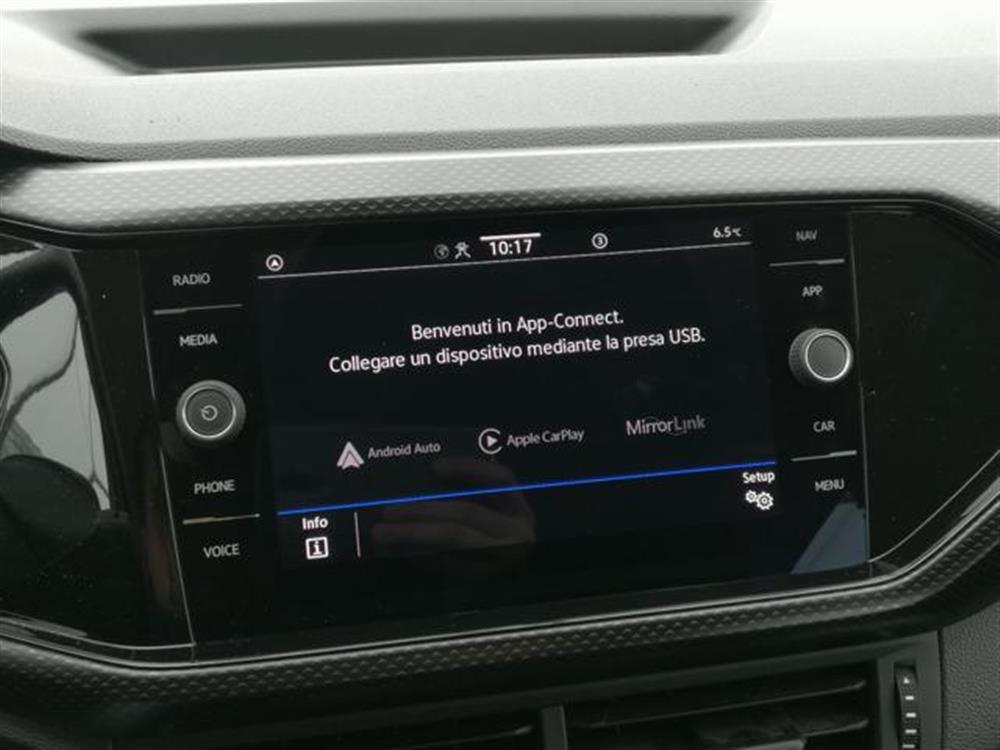 RADIO
MEDIA
PHONE
VOICE
10:17
3
6.5°C
Benvenuti in App-Connect.
Collegare un dispositivo mediante la presa USB.
Android Auto
Apple CarPlay
MirrorLink
Info
i
Setup
NAV
APP
CAR
MENU